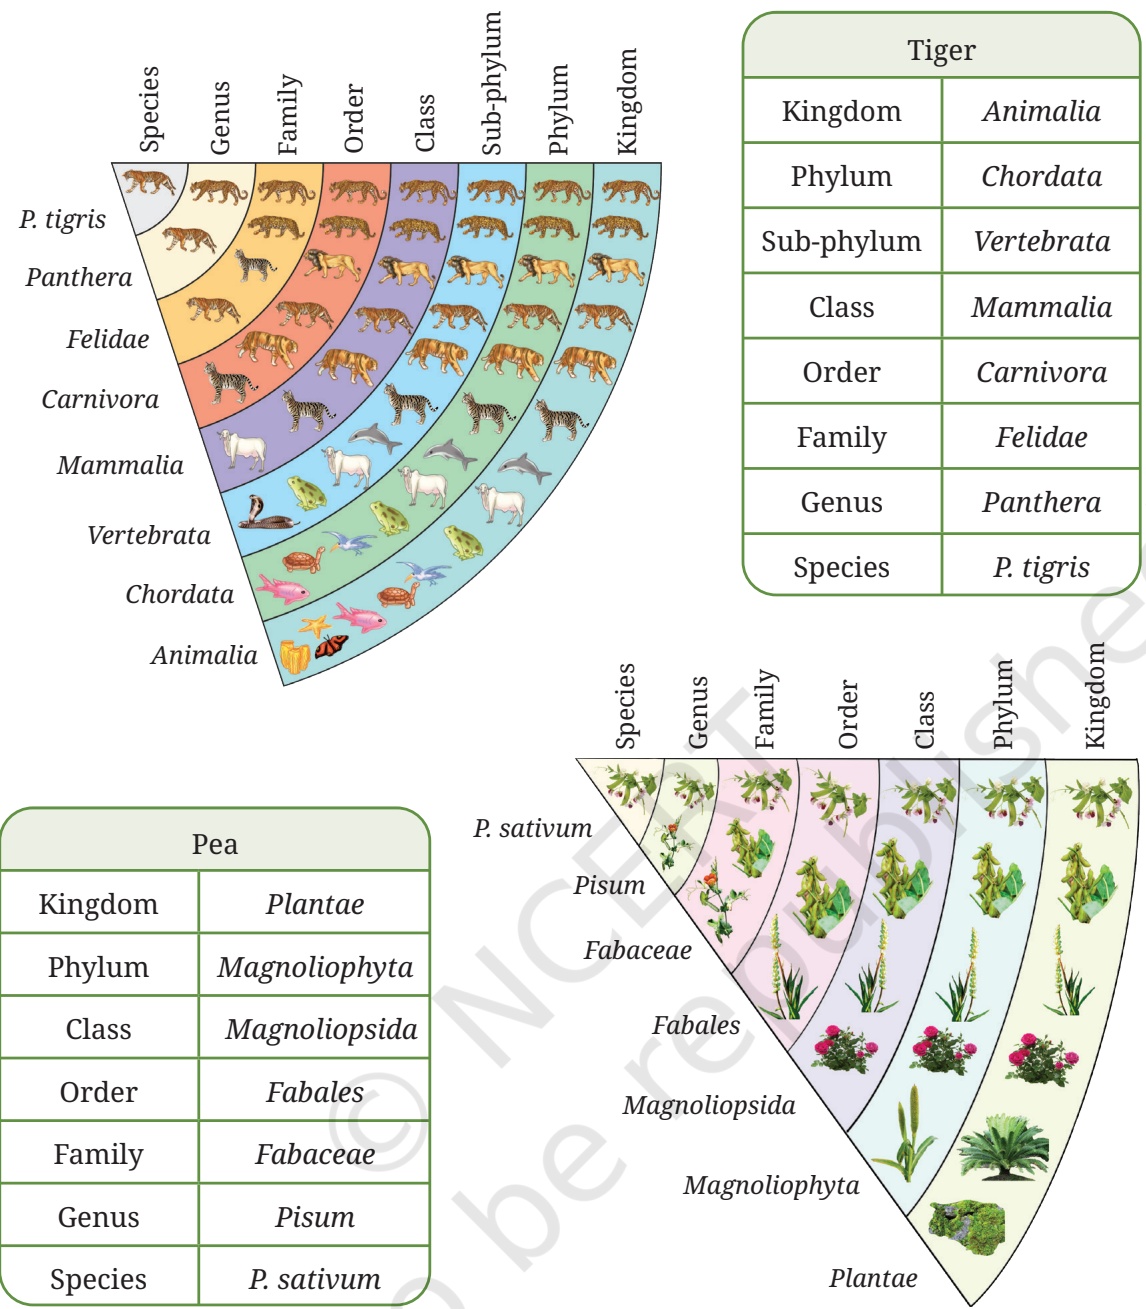 Species
Genus
Family
Order
Class
Sub-phylum
Phylum
Kingdom
P. tigris
Panthera
Felidae
Carnivora
Mammalia
Vertebrata
Chordata
Animalia
Tiger
Kingdom Animalia
Phylum Chordata
Sub-phylum Vertebrata
Class Mammalia
Order Carnivora
Family Felidae
Genus Panthera
Species P. tigris
Species
Genus
Family
Order
Class
Phylum
Kingdom
P. sativum
Pisum
Fabaceae
Fabales
Magnoliopsida
Magnoliophyta
Plantae
Pea
Kingdom Plantae
Phylum Magnoliophyta
Class Magnoliopsida
Order Fabales
Family Fabaceae
Genus Pisum
Species P. sativum
© NCERT
be republishe